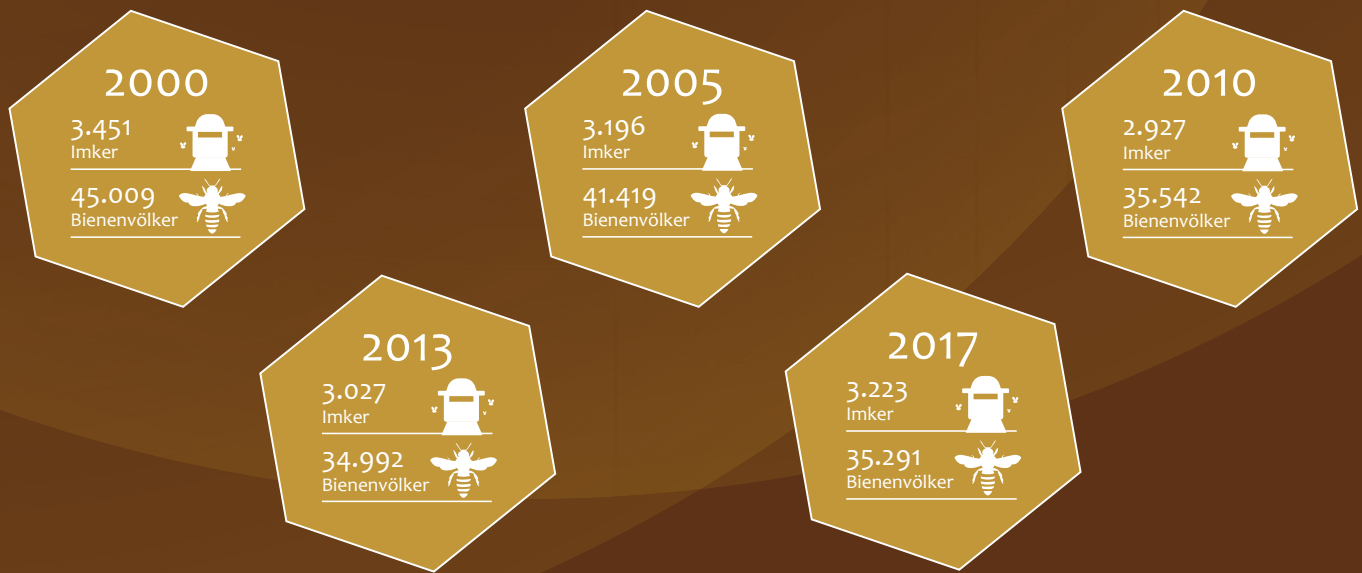 2000
3.451
Imker
45.009
Bienenvölker
2005
3.196
Imker
41.419
Bienenvölker
2010
2.927
Imker
35.542
Bienenvölker
2013
3.027
Imker
34.992
Bienenvölker
2017
3.223
Imker
35.291
Bienenvölker